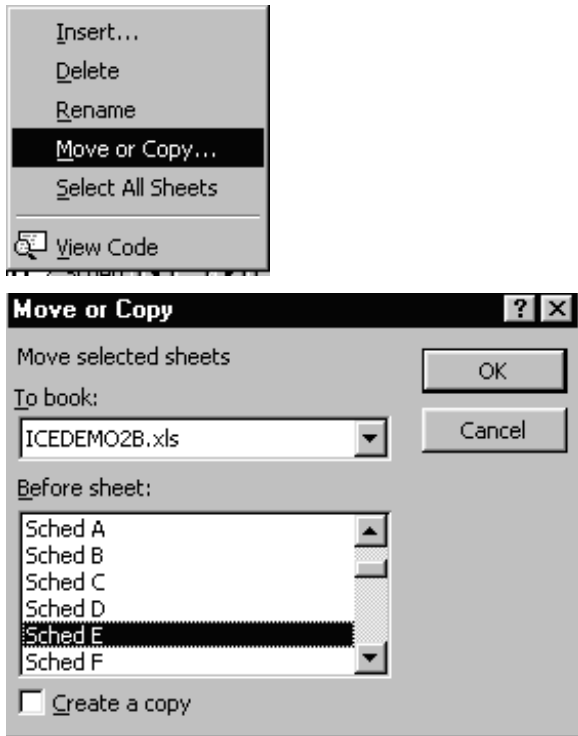 Insert...
Delete
Rename
Move or Copy...
Select All Sheets
View Code
Move or Copy
Move selected sheets
OK
To book:
ICEDEMO2B.xls
Cancel
Before sheet:
Sched A
Sched B
Sched C
Sched D
Sched E
Sched F
Create a copy